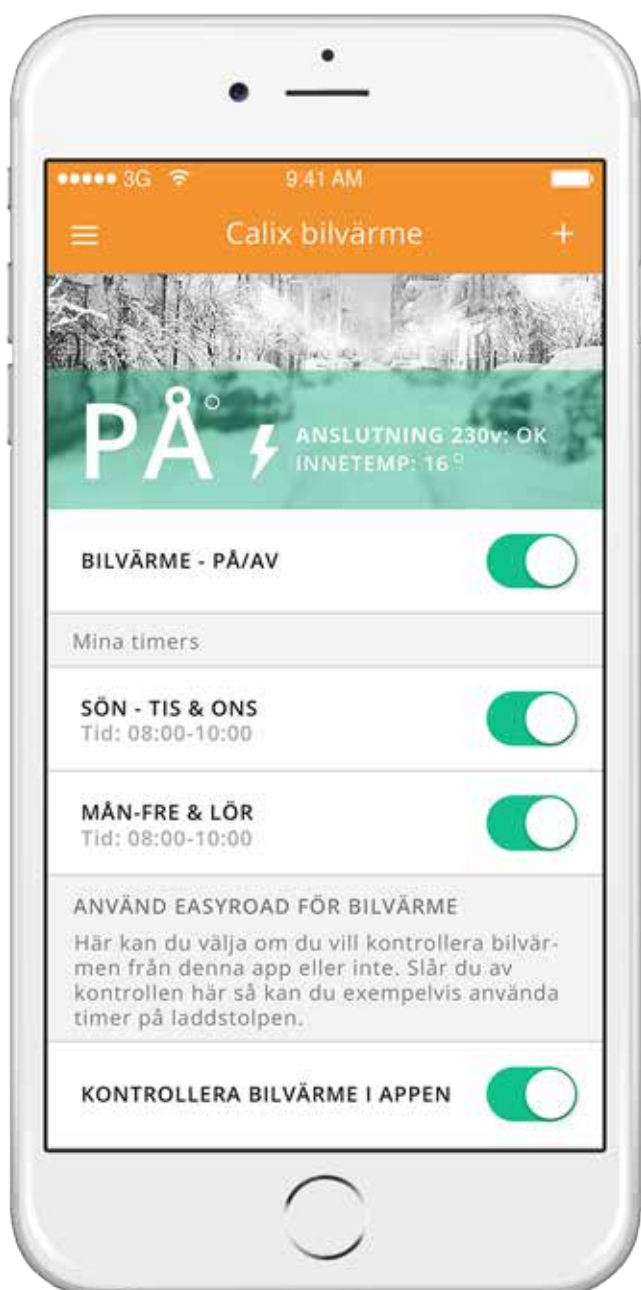 3G 9:41 AM
Calix bilvärme +
PÅ°
ANSLUTNING 230v: OK
INNETEMP: 16°
BILVÄRME - PÅ/AV
Mina timers
SÖN - TIS & ONS
Tid: 08:00-10:00
MÅN-FRE & LÖR
Tid: 08:00-10:00
ANVÄND EASYROAD FÖR BILVÄRME
Här kan du välja om du vill kontrollera bilvär-
men från denna app eller inte. Slår du av
kontrollen här så kan du exempelvis använda
timer på laddstolpen.
KONTROLLERA BILVÄRME I APPEN